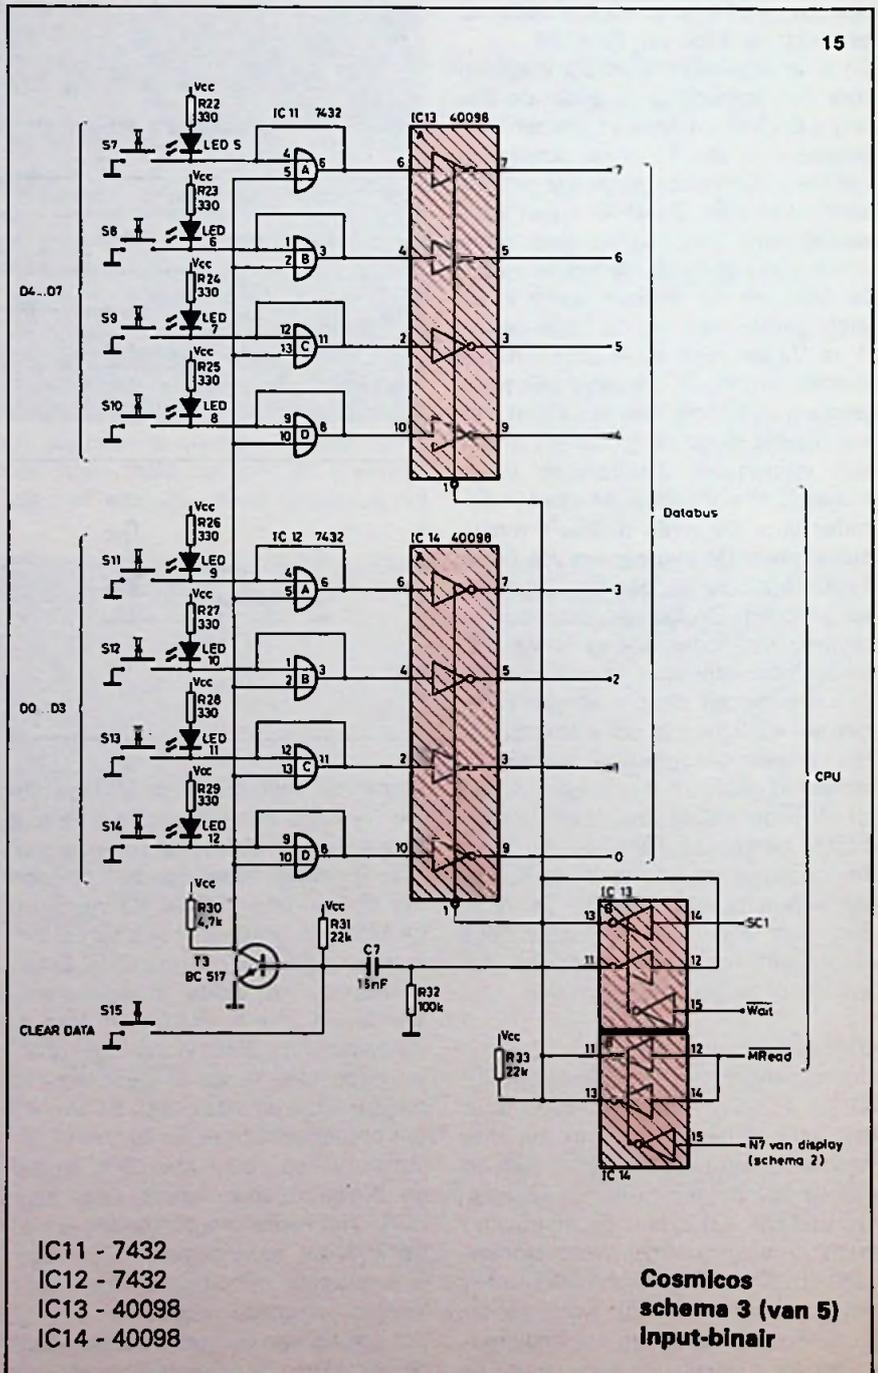 15
Vcc
R22
330
S7
LED 5
IC 11 7432
4
5
A
6
IC13 40098
A
6
7
7
Vcc
R23
330
S8
LED
6
1
2
B
3
4
5
6
Vcc
R24
330
D4...D7
S9
LED
7
12
13
C
11
2
3
5
Vcc
R25
330
S10
LED
8
9
10
D
8
10
9
4
1
Databus
Vcc
R26
330
S11
LED
9
IC 12 7432
4
5
A
6
IC 14 40098
A
6
7
3
Vcc
R27
330
S12
LED
10
1
2
B
3
4
5
2
Vcc
R28
330
D0...D3
S13
LED
11
12
13
C
11
2
3
1
Vcc
R29
330
S14
LED
12
9
10
D
8
10
9
0
1
CPU
Vcc
R30
4,7k
T3
BC 517
Vcc
R31
22k
C7
15nF
R32
100k
S15
CLEAR DATA
IC 13
B
13
14
SC1
11
12
15
Wait
Vcc
R33
22k
B
11
12
MRead
13
14
15
N7 van display
(schema 2)
IC 14
IC11 - 7432
IC12 - 7432
IC13 - 40098
IC14 - 40098
Cosmicos
schema 3 (van 5)
input-binair